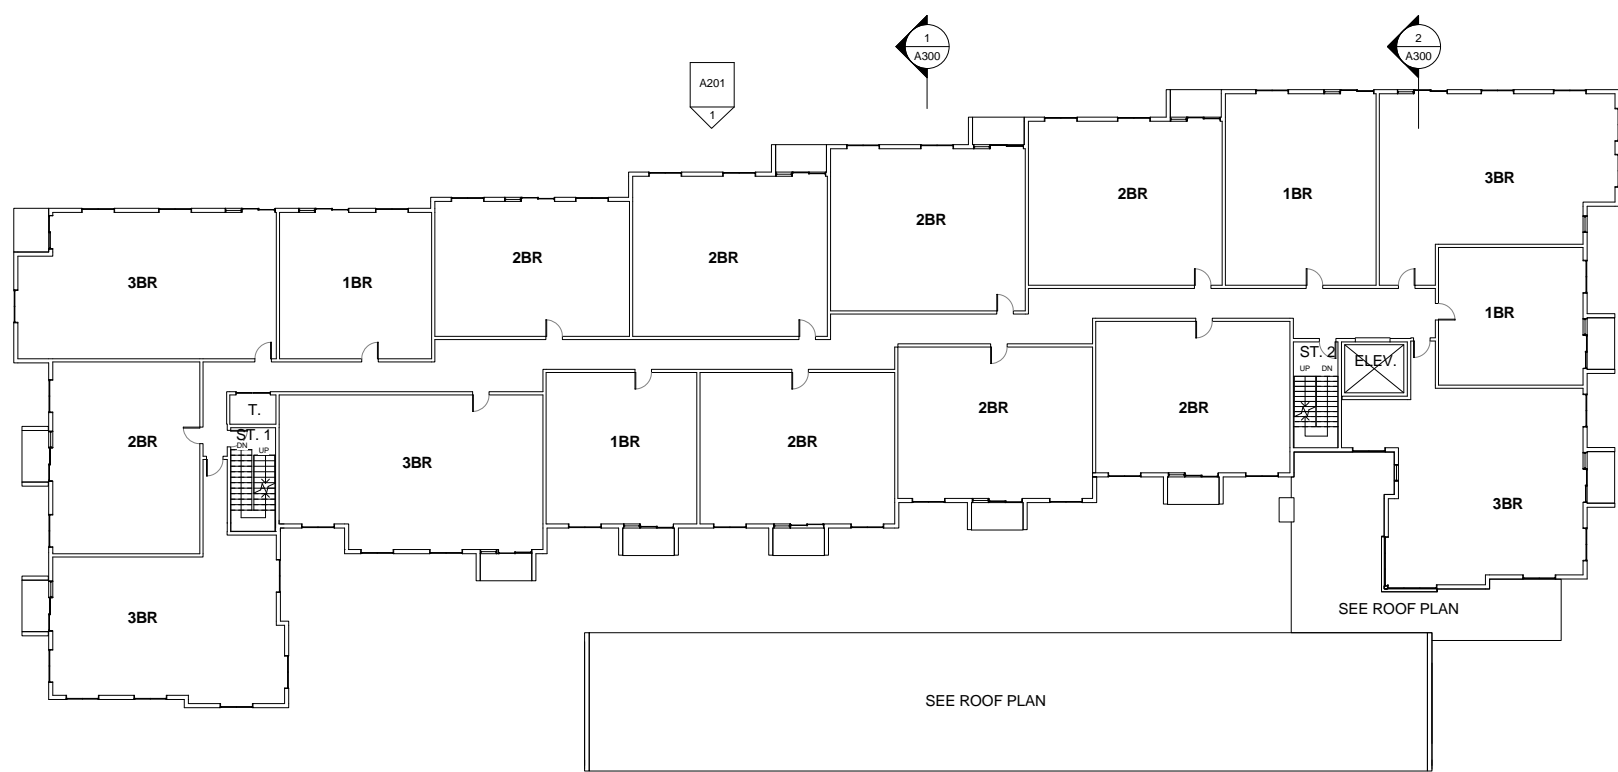 1
A300
2
A300
A201
1
3BR
1BR
2BR
2BR
2BR
2BR
1BR
3BR
1BR
ST. 2
UP DN
ELEV.
2BR
T.
ST. 1
DN UP
3BR
1BR
2BR
2BR
2BR
3BR
3BR
SEE ROOF PLAN
SEE ROOF PLAN